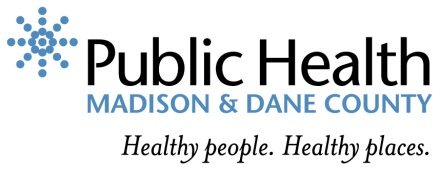 Public Health
MADISON & DANE COUNTY
Healthy people. Healthy places.